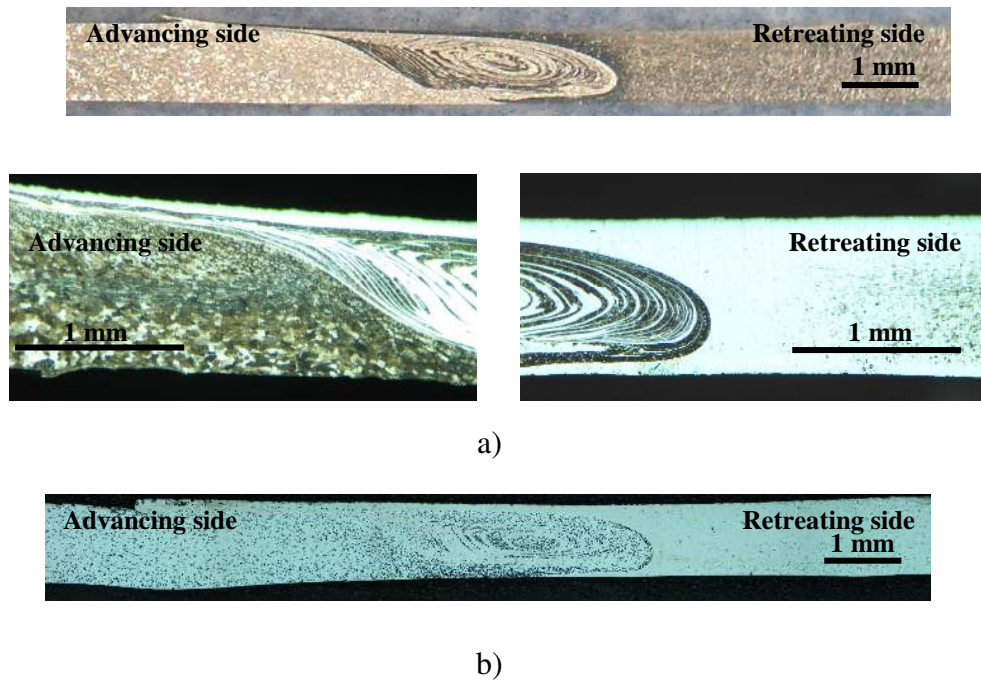 Advancing side
Retreating side
1 mm
Advancing side
1 mm
Retreating side
1 mm
a)
Advancing side
Retreating side
1 mm
b)